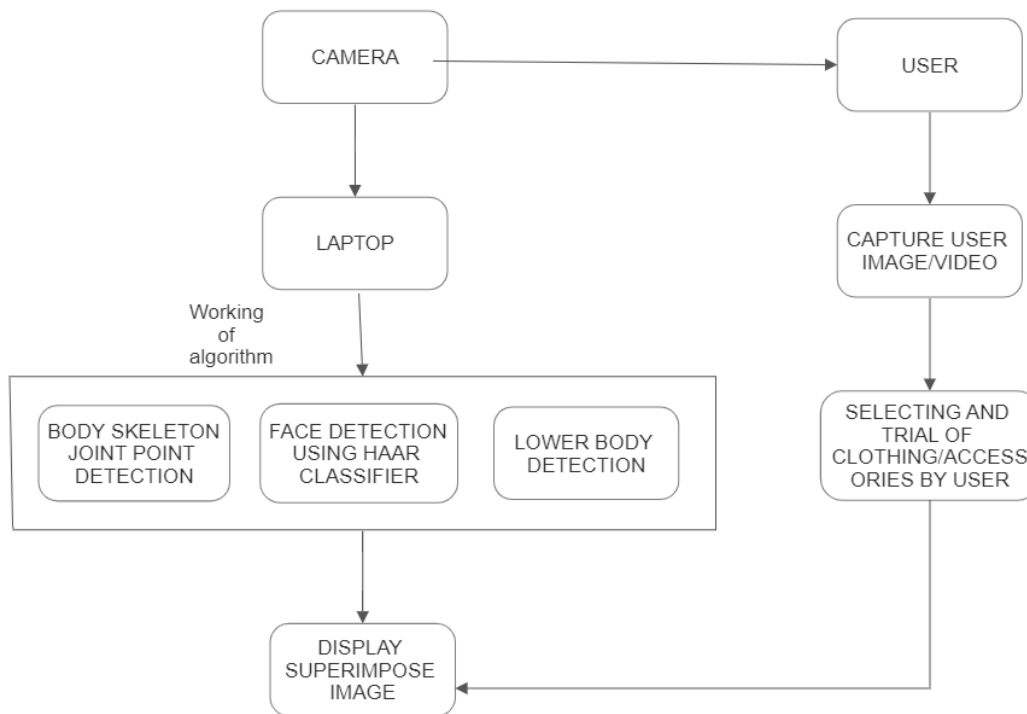 CAMERA
USER
LAPTOP
CAPTURE USER
IMAGE/VIDEO
Working
of
algorithm
BODY SKELETON
JOINT POINT
DETECTION
FACE DETECTION
USING HAAR
CLASSIFIER
LOWER BODY
DETECTION
SELECTING AND
TRIAL OF
CLOTHING/ACCESS
ORIES BY USER
DISPLAY
SUPERIMPOSE
IMAGE